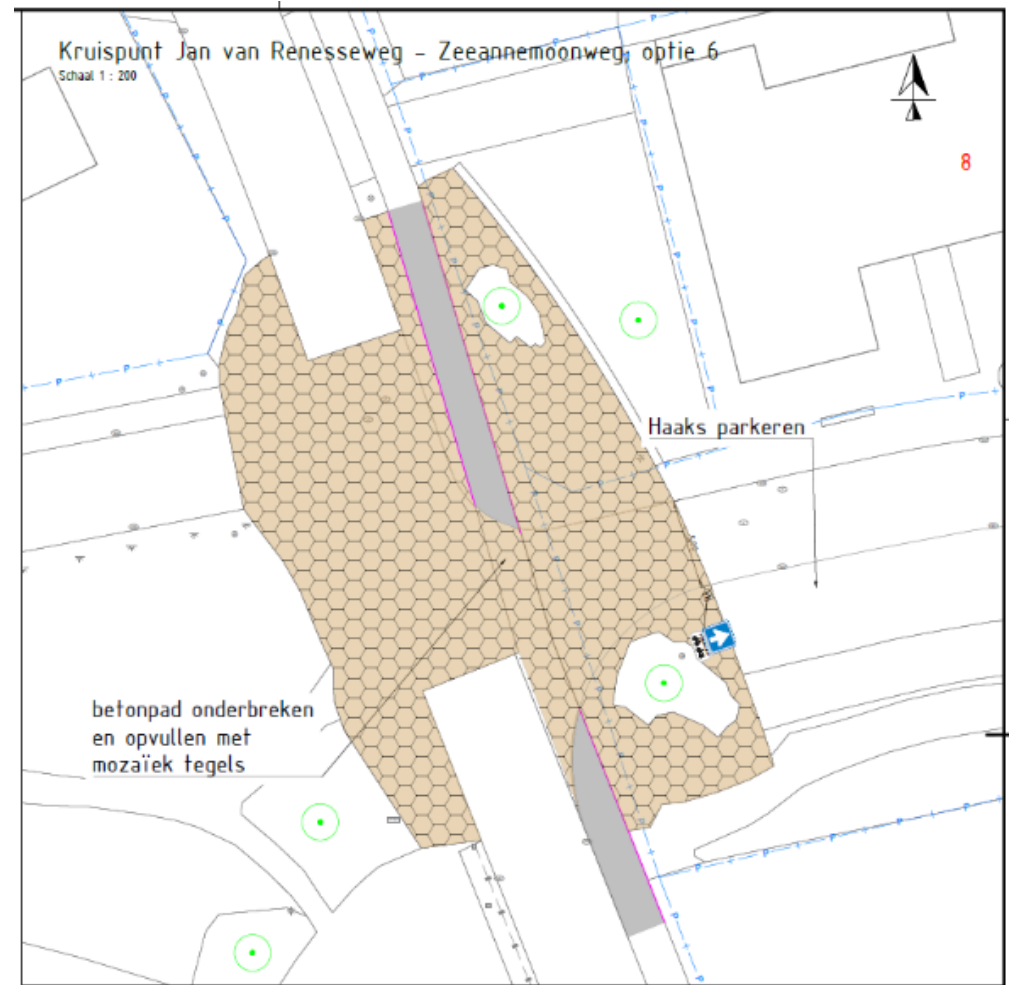 Kruispunt Jan van Renesseweg - Zeeannemoonweg, optie 6
Schaal 1 : 200
8
Haaks parkeren
betonpad onderbreken
en opvullen met
mozaïek tegels